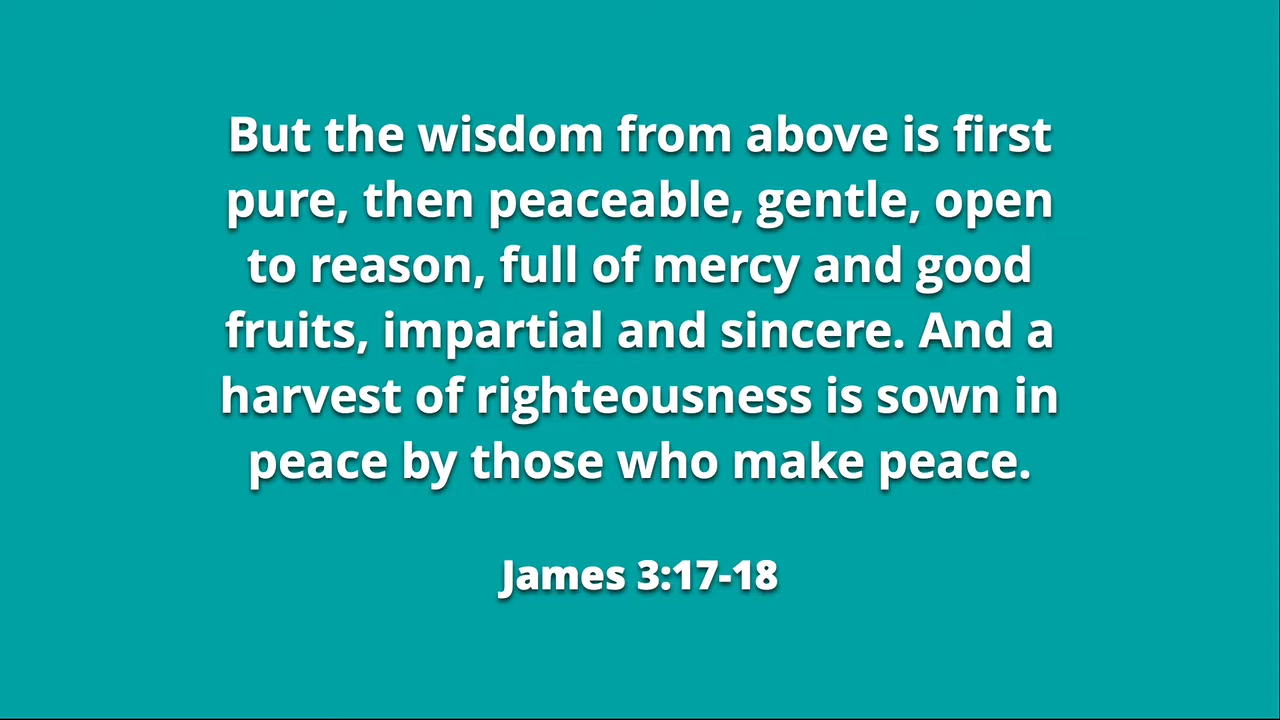 But the wisdom from above is first
pure, then peaceable, gentle, open
to reason, full of mercy and good
fruits, impartial and sincere. And a
harvest of righteousness is sown in
peace by those who make peace.
James 3:17-18